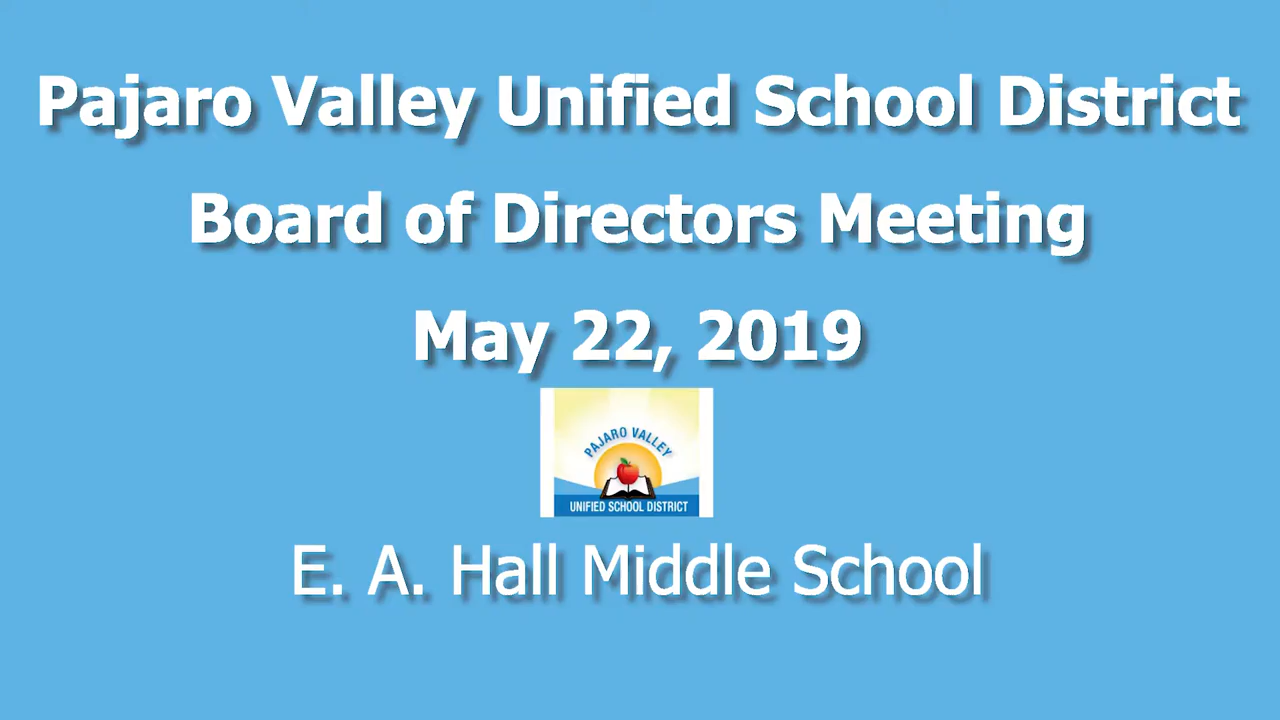 Pajaro Valley Unified School District
Board of Directors Meeting
May 22, 2019
PAJARO VALLEY
UNIFIED SCHOOL DISTRICT
E. A. Hall Middle School